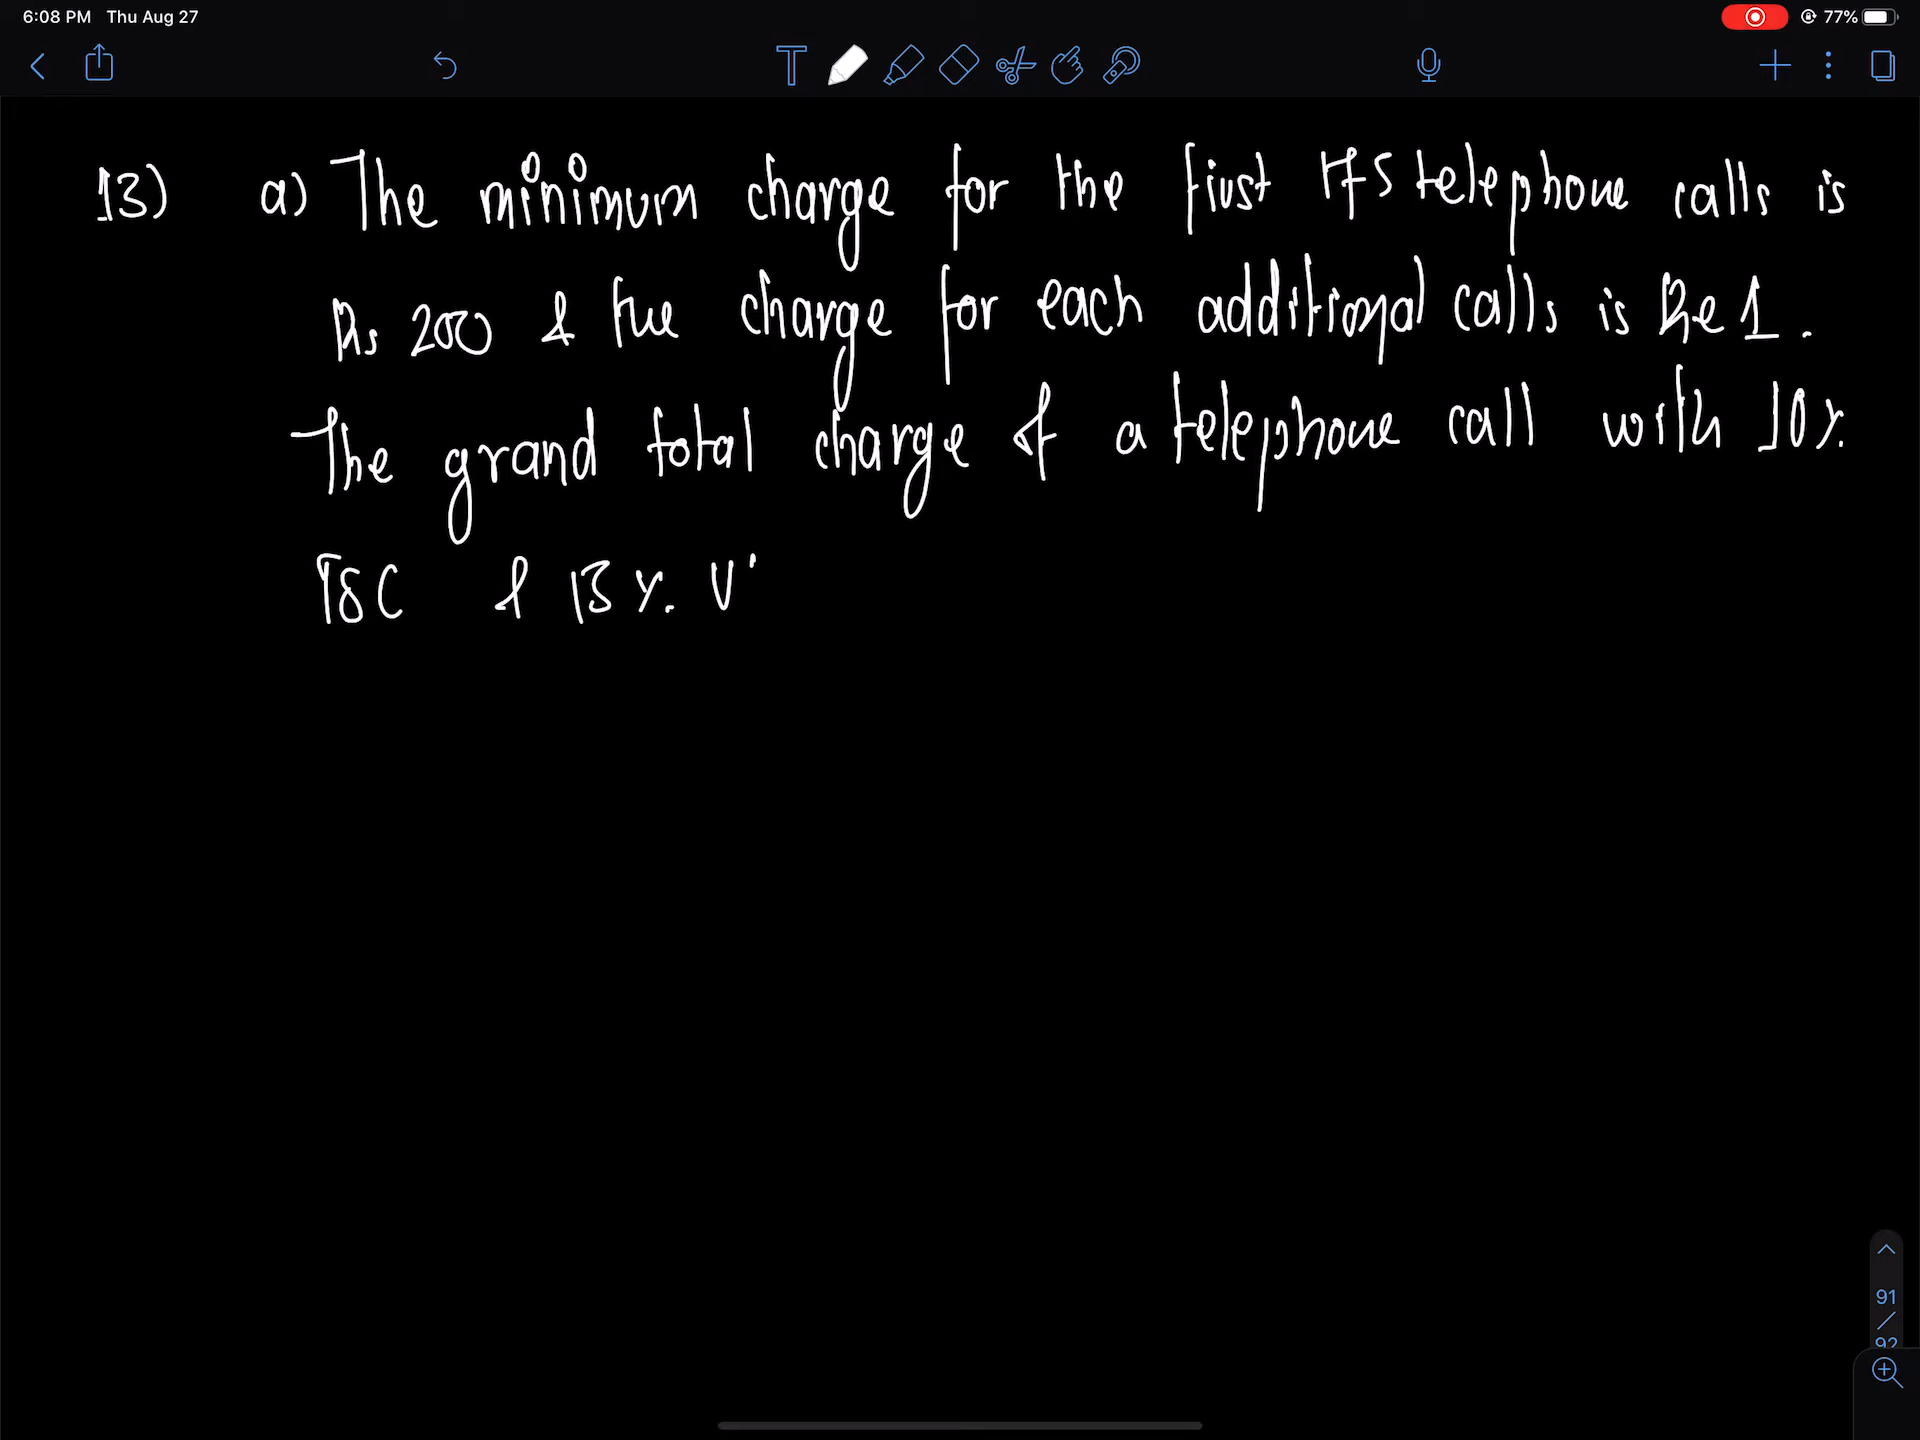 6:08 PM Thu Aug 27
77%
13) a) The minimum charge for the first 175 telephone calls is
Rs 200 & the charge for each additional calls is Re 1.
The grand total charge of a telephone call with 10%
TSC & 13%. V'
91
/
92